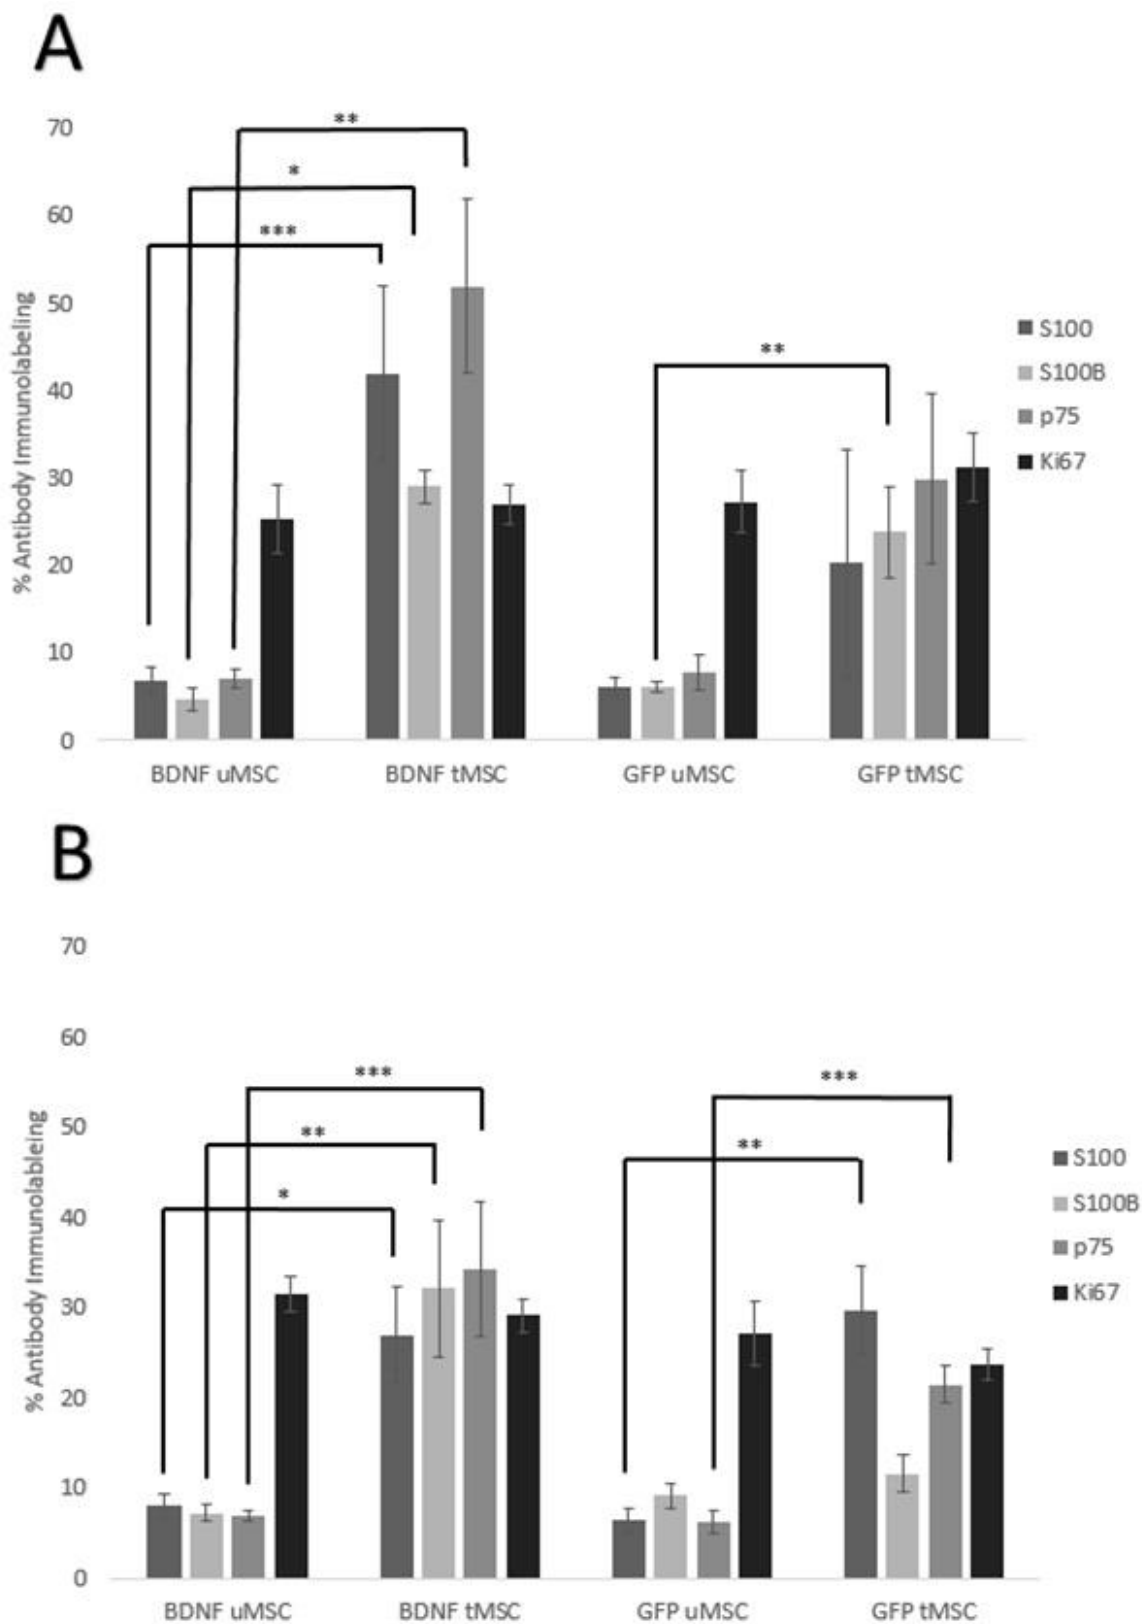 A
70
**
*
60
***
50
% Antibody Immunolabeling
S100
**
S100B
40
p75
Ki67
30
20
10
0
BDNF uMSC BDNF tMSC GFP uMSC GFP tMSC
B
70
60
***
***
50
% Antibody Immunolableing
**
**
S100
*
S100B
40
p75
Ki67
30
20
10
0
BDNF uMSC BDNF tMSC GFP uMSC GFP tMSC